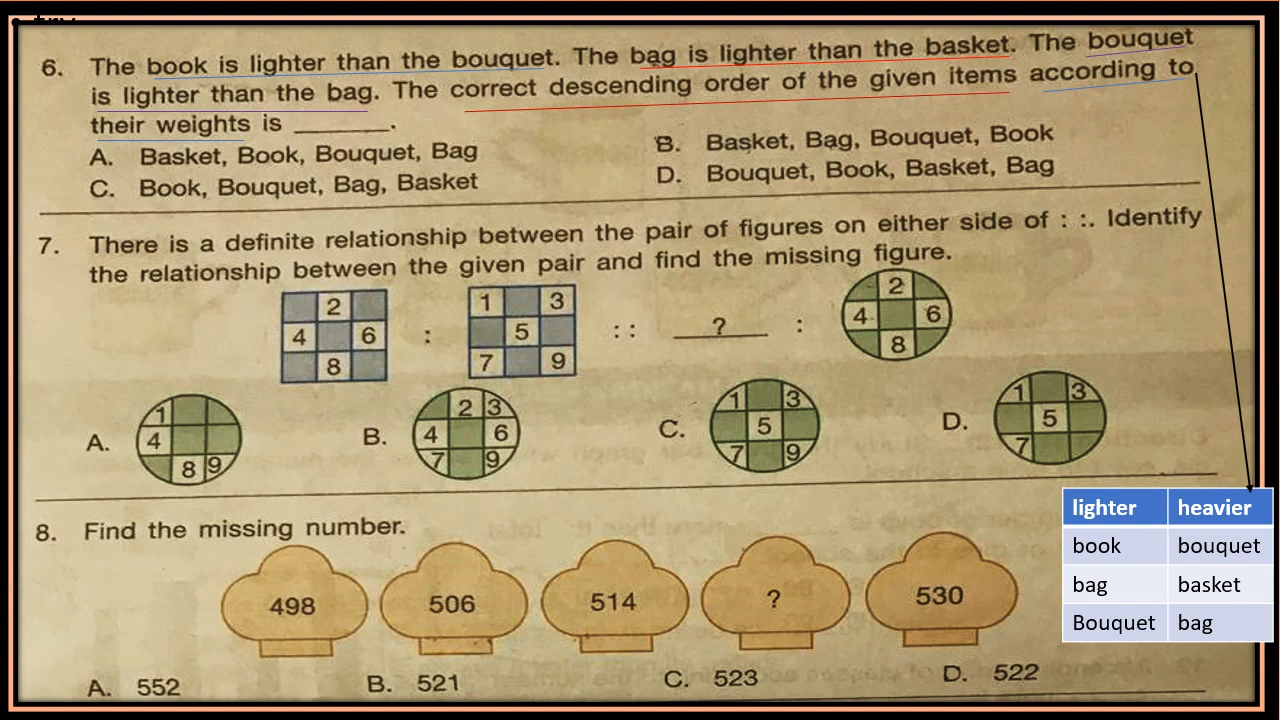 • try
6. The book is lighter than the bouquet. The bag is lighter than the basket. The bouquet
is lighter than the bag. The correct descending order of the given items according to
their weights is ______.
A. Basket, Book, Bouquet, Bag B. Basket, Bag, Bouquet, Book
C. Book, Bouquet, Bag, Basket D. Bouquet, Book, Basket, Bag
7. There is a definite relationship between the pair of figures on either side of : :. Identify
the relationship between the given pair and find the missing figure.
2 1 3 2
4 6 : 5 : : ? : 4 6
8 7 9 8
A. 1 4 8 9
B. 2 3 4 6 7 9
C. 1 3 5 7 9
D. 1 3 5 7
8. Find the missing number.
498 506 514 ? 530
A. 552 B. 521 C. 523 D. 522
lighter heavier
book bouquet
bag basket
Bouquet bag